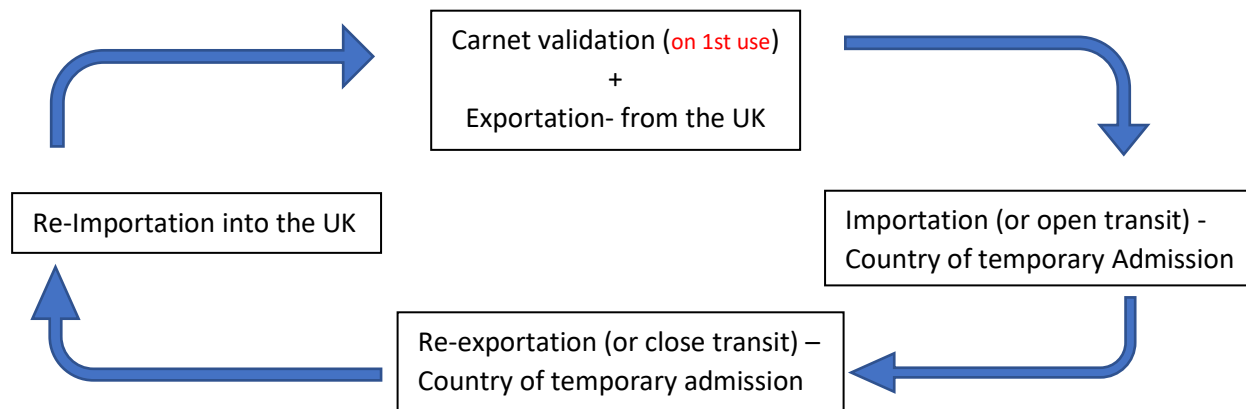 Carnet validation (on 1st use)
+
Exportation- from the UK
Re-Importation into the UK
Importation (or open transit) -
Country of temporary Admission
Re-exportation (or close transit) –
Country of temporary admission